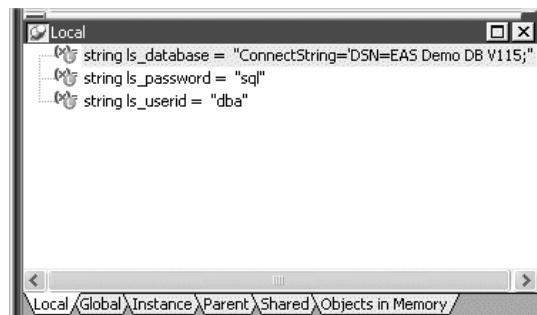 Local
string ls_database = "ConnectString='DSN=EAS Demo DB V115;"
string ls_password = "sql"
string ls_userid = "dba"
Local Global Instance Parent Shared Objects in Memory